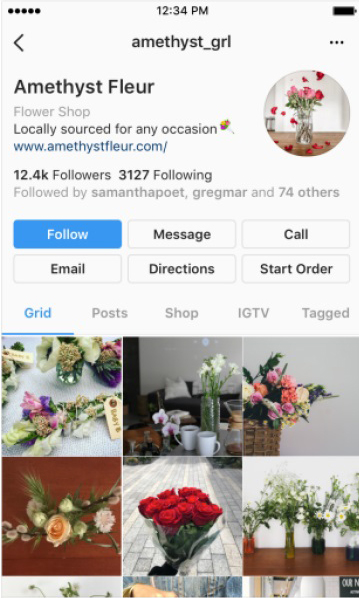 12:34 PM
amethyst_grl
Amethyst Fleur
Flower Shop
Locally sourced for any occasion💐
www.amethystfleur.com/
12.4k Followers 3127 Following
Followed by samanthapoet, gregmar and 74 others
Follow Message Call
Email Directions Start Order
Grid Posts Shop IGTV Tagged
OUR N